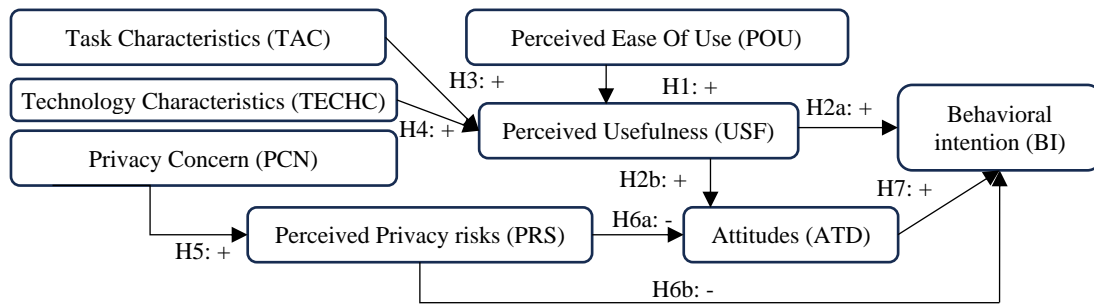 Task Characteristics (TAC)
Perceived Ease Of Use (POU)
H3: +
H1: +
Technology Characteristics (TECHC)
H4: +
Perceived Usefulness (USF)
H2a: +
Behavioral
intention (BI)
Privacy Concern (PCN)
H2b: +
H7: +
H5: +
Perceived Privacy risks (PRS)
H6a: -
Attitudes (ATD)
H6b: -